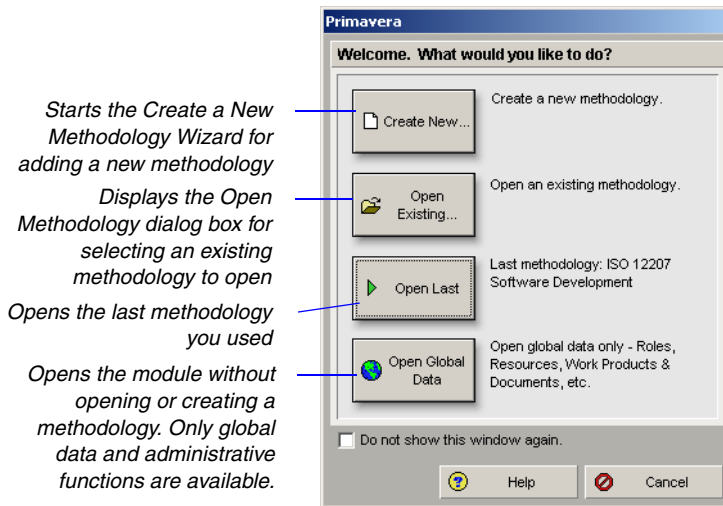 Primavera
Welcome. What would you like to do?
Starts the Create a New
Methodology Wizard for
adding a new methodology
Create New...
Create a new methodology.
Displays the Open
Methodology dialog box for
selecting an existing
methodology to open
Open
Existing...
Open an existing methodology.
Opens the last methodology
you used
Open Last
Last methodology: ISO 12207
Software Development
Opens the module without
opening or creating a
methodology. Only global
data and administrative
functions are available.
Open Global
Data
Open global data only - Roles,
Resources, Work Products &
Documents, etc.
Do not show this window again.
Help
Cancel